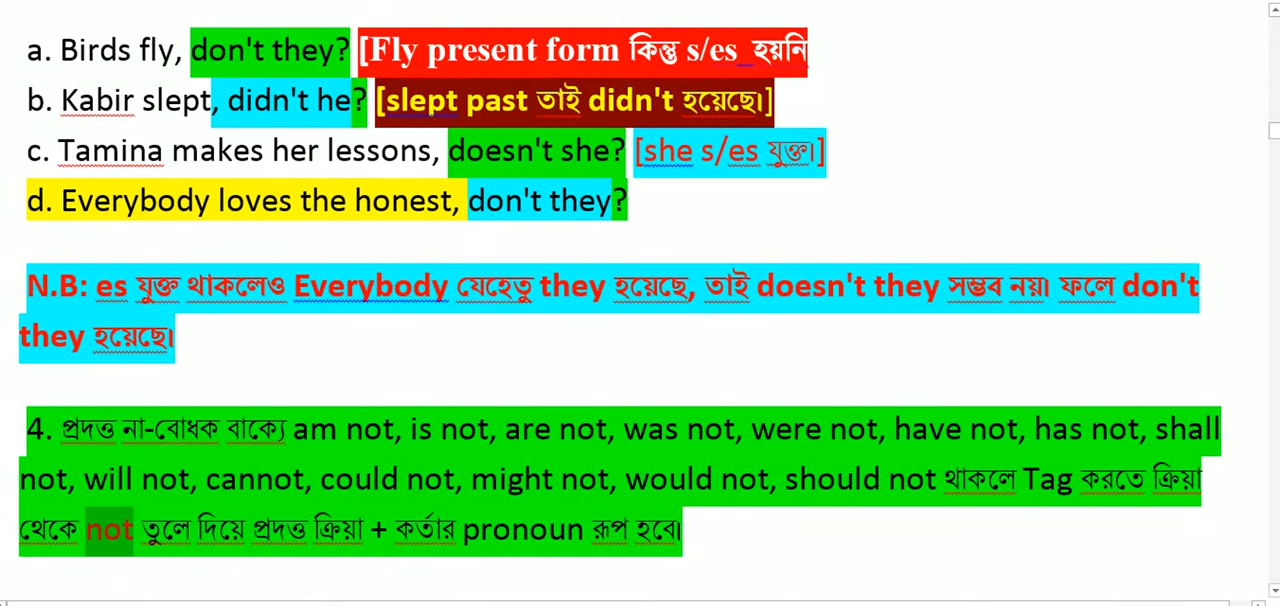 a. Birds fly, don't they? [Fly present form কিন্তু s/es হয়নি
b. Kabir slept, didn't he? [slept past তাই didn't হয়েছে।]
c. Tamina makes her lessons, doesn't she? [she s/es যুক্ত।]
d. Everybody loves the honest, don't they?
N.B: es যুক্ত থাকলেও Everybody যেহেতু they হয়েছে, তাই doesn't they সম্ভব নয়। ফলে don't
they হয়েছে।
4. প্রদত্ত না-বোধক বাক্যে am not, is not, are not, was not, were not, have not, has not, shall
not, will not, cannot, could not, might not, would not, should not থাকলে Tag করতে ক্রিয়া
থেকে not তুলে দিয়ে প্রদত্ত ক্রিয়া + কর্তার pronoun রূপ হবে।